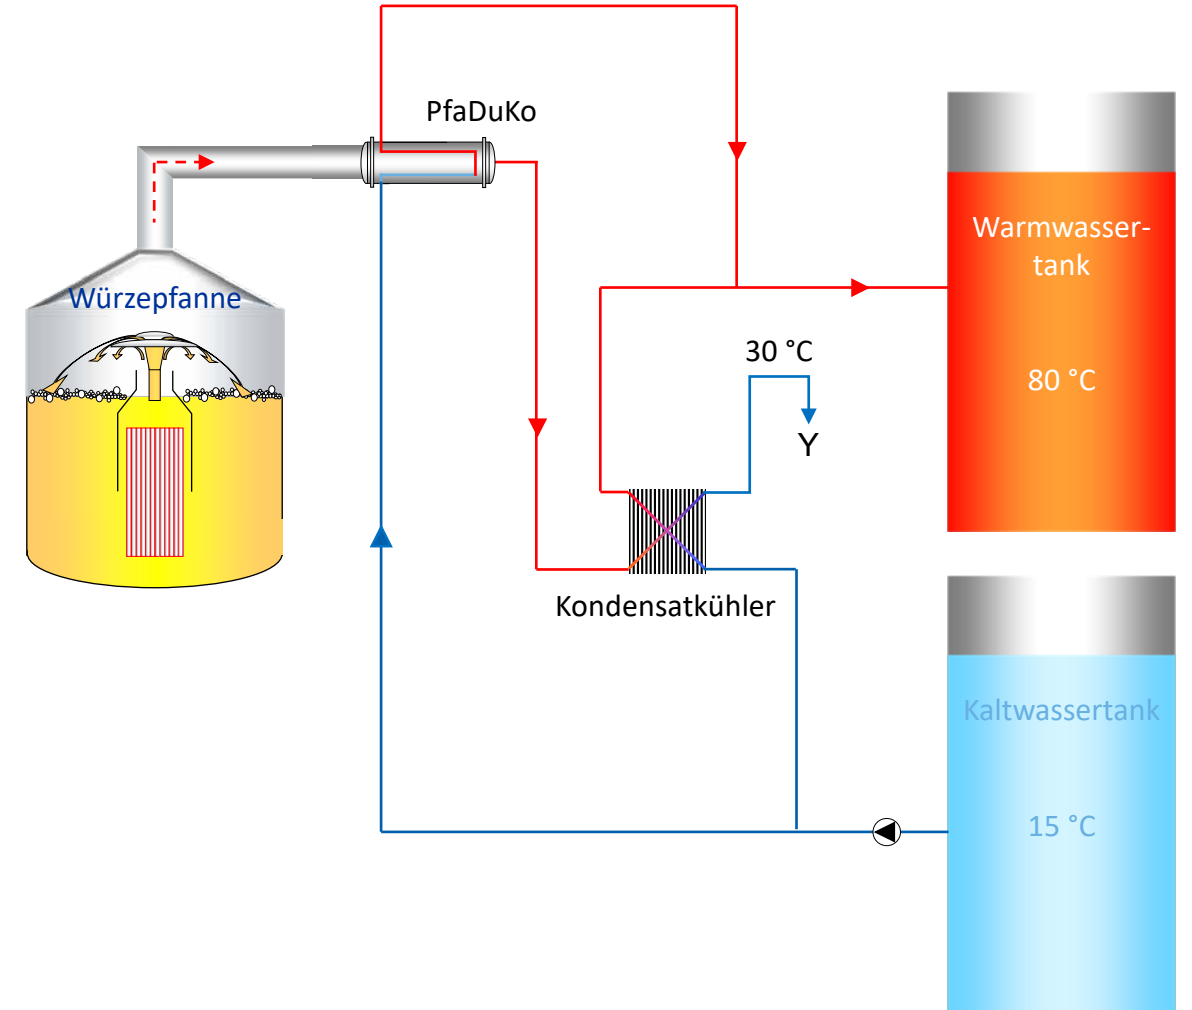 PfaDuKo
Würzepfanne
Warmwasser-
tank
30 °C
80 °C
Y
Kondensatkühler
Kaltwassertank
15 °C